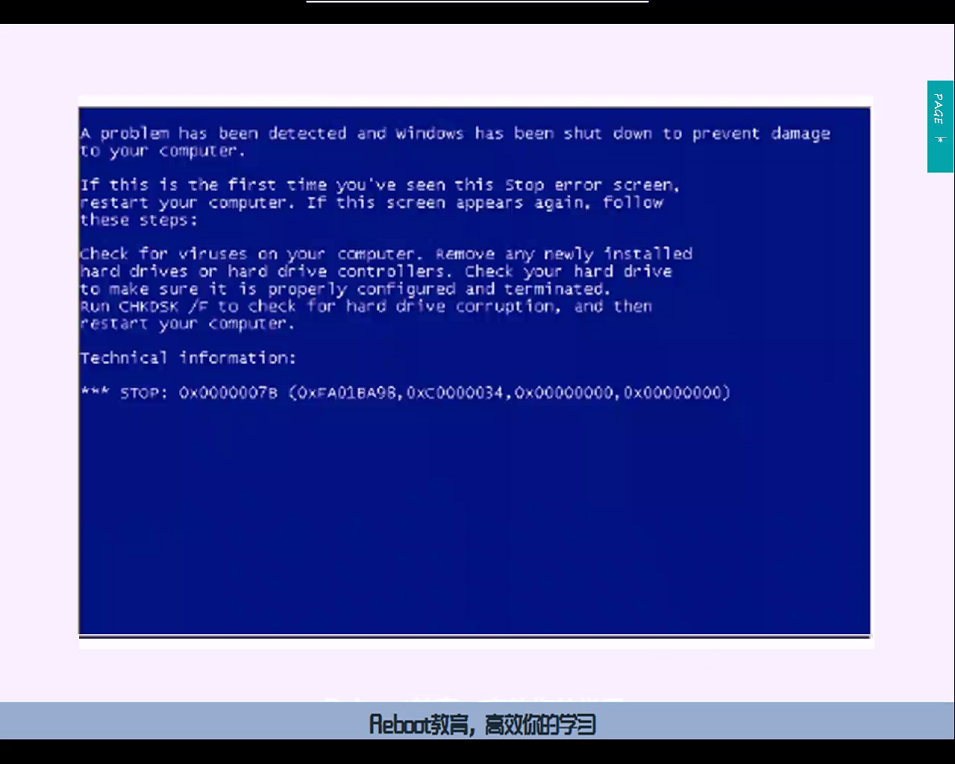 PAGE
A problem has been detected and Windows has been shut down to prevent damage
to your computer.
If this is the first time you've seen this Stop error screen,
restart your computer. If this screen appears again, follow
these steps:
Check for viruses on your computer. Remove any newly installed
hard drives or hard drive controllers. Check your hard drive
to make sure it is properly configured and terminated.
Run CHKDSK /F to check for hard drive corruption, and then
restart your computer.
Technical information:
*** STOP: 0x0000007B (0xFA01BA98,0xC0000034,0x00000000,0x00000000)
Reboot教育，高效你的学习